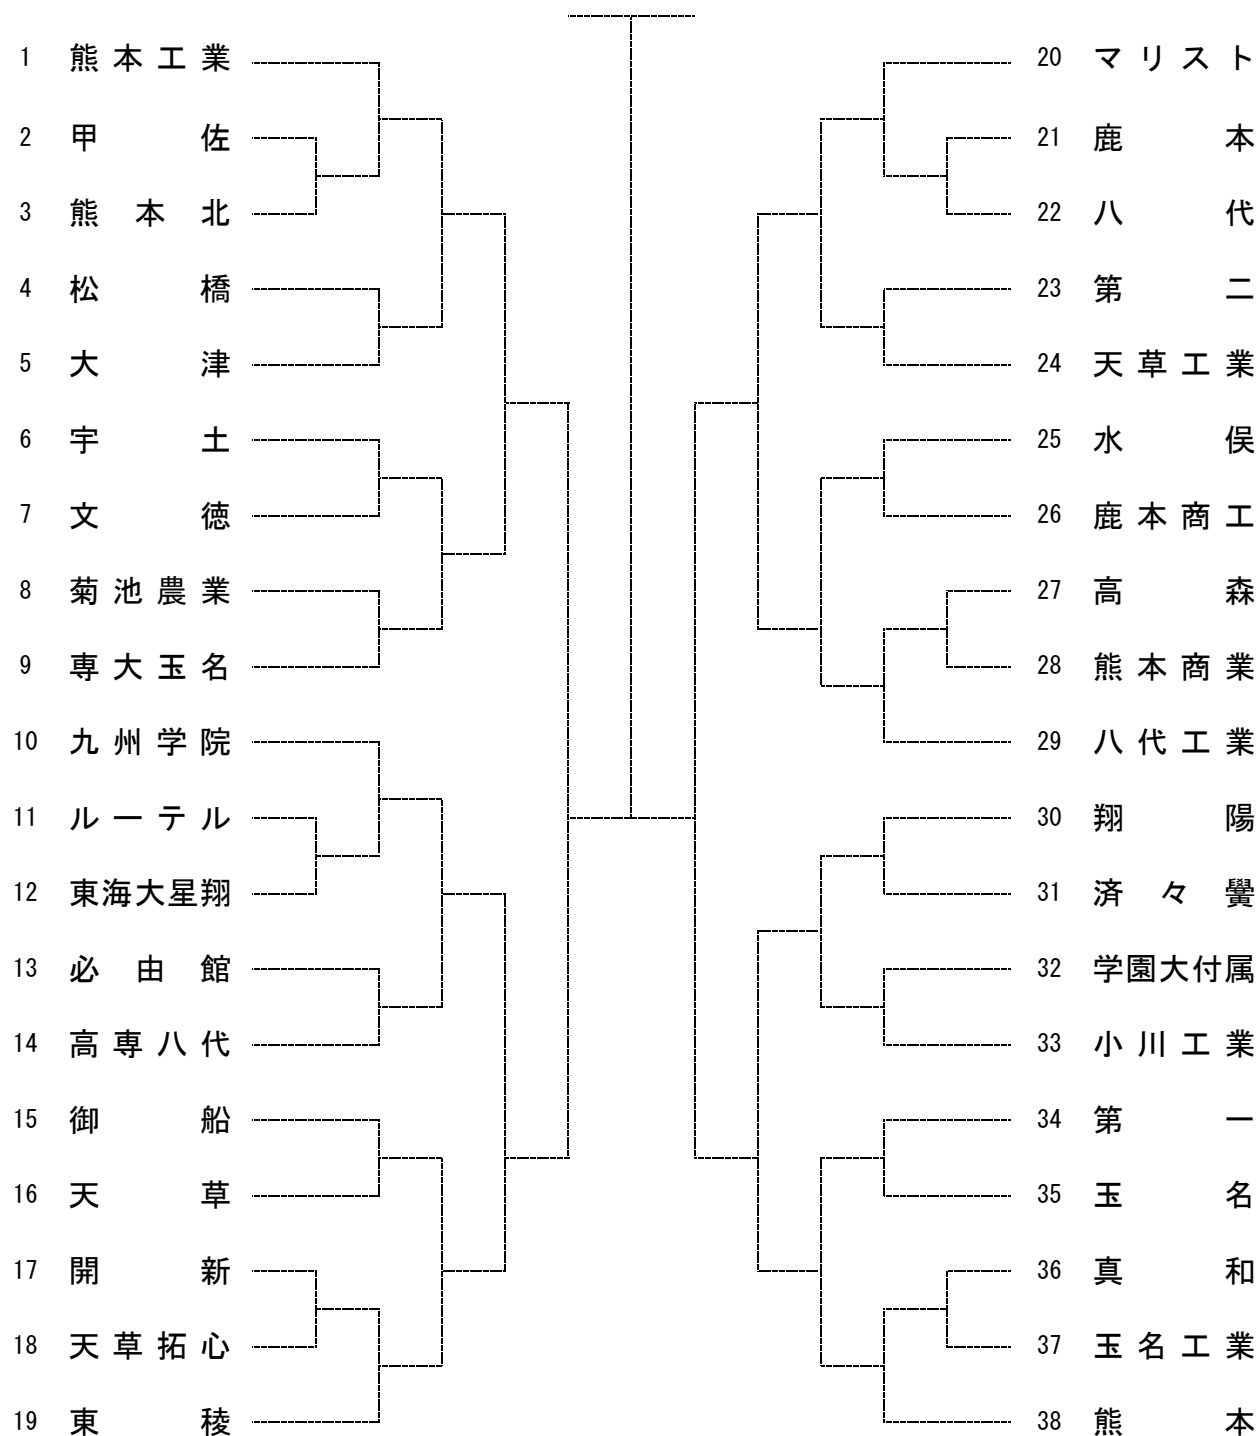 1 熊本工業
2 甲佐
3 熊本北
4 松橋
5 大津
6 宇土
7 文徳
8 菊池農業
9 専大玉名
10 九州学院
11 ルーテル
12 東海大星翔
13 必由館
14 高専八代
15 御船
16 天草
17 開新
18 天草拓心
19 東稜
20 マリスト
21 鹿本
22 八代
23 第二
24 天草工業
25 水俣
26 鹿本商工
27 高森
28 熊本商業
29 八代工業
30 翔陽
31 済々黌
32 学園大付属
33 小川工業
34 第一
35 玉名
36 真和
37 玉名工業
38 熊本